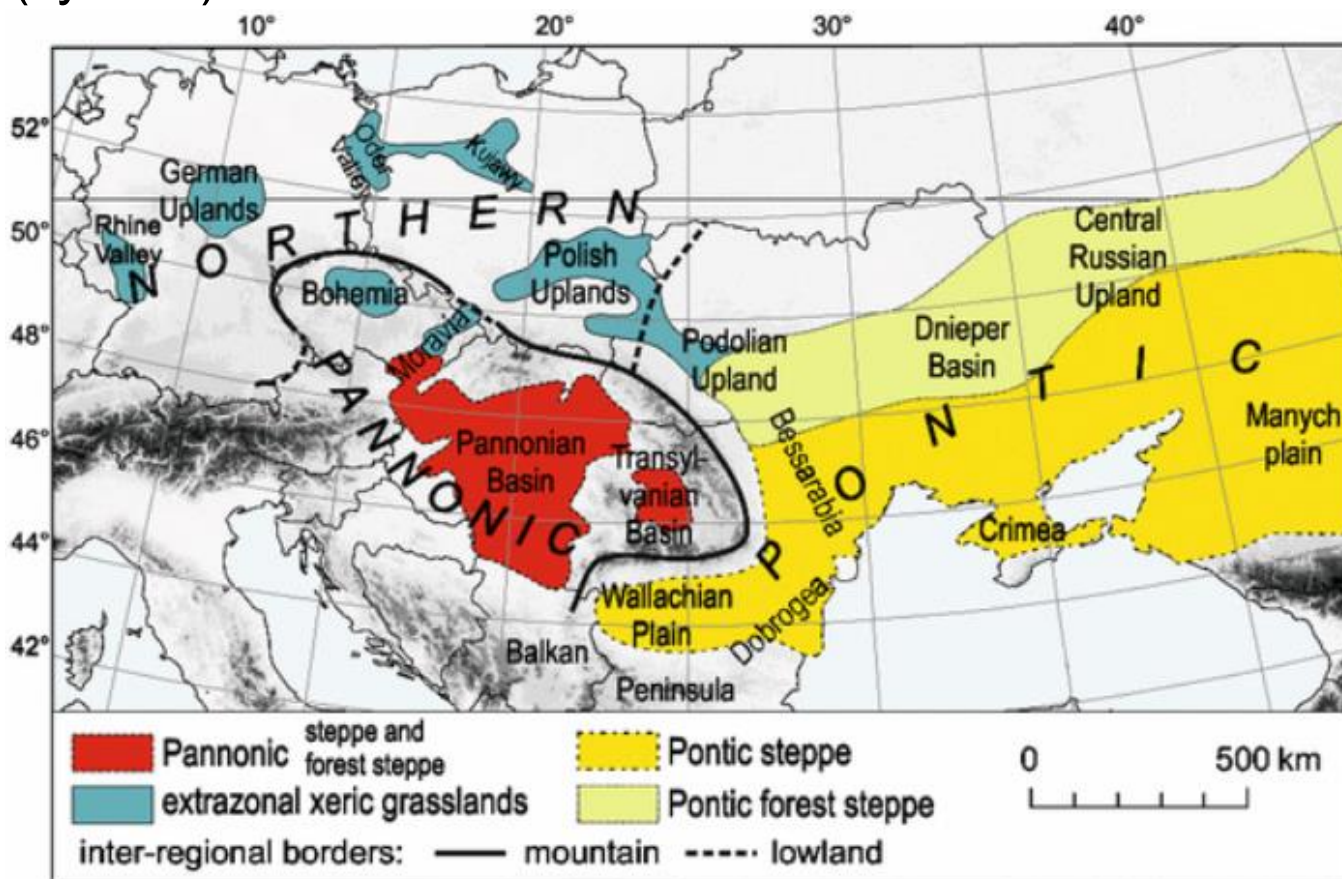 10°
20°
30°
40°
52°
50°
48°
46°
44°
42°
Oder
Valley
Kujawy
German
Uplands
Rhine
Valley
NORTHERN
Polish
Uplands
Bohemia
Moravia
Podolian
Upland
Central
Russian
Upland
Dnieper
Basin
PANNONIC
Pannonian
Basin
Transyl-
vanian
Basin
Bessarabia
PONTIC
Manych
plain
Crimea
Wallachian
Plain
Dobrogea
Balkan
Peninsula
Pannonic steppe and
forest steppe
Pontic steppe
0 500 km
extrazonal xeric grasslands
Pontic forest steppe
inter-regional borders: mountain lowland